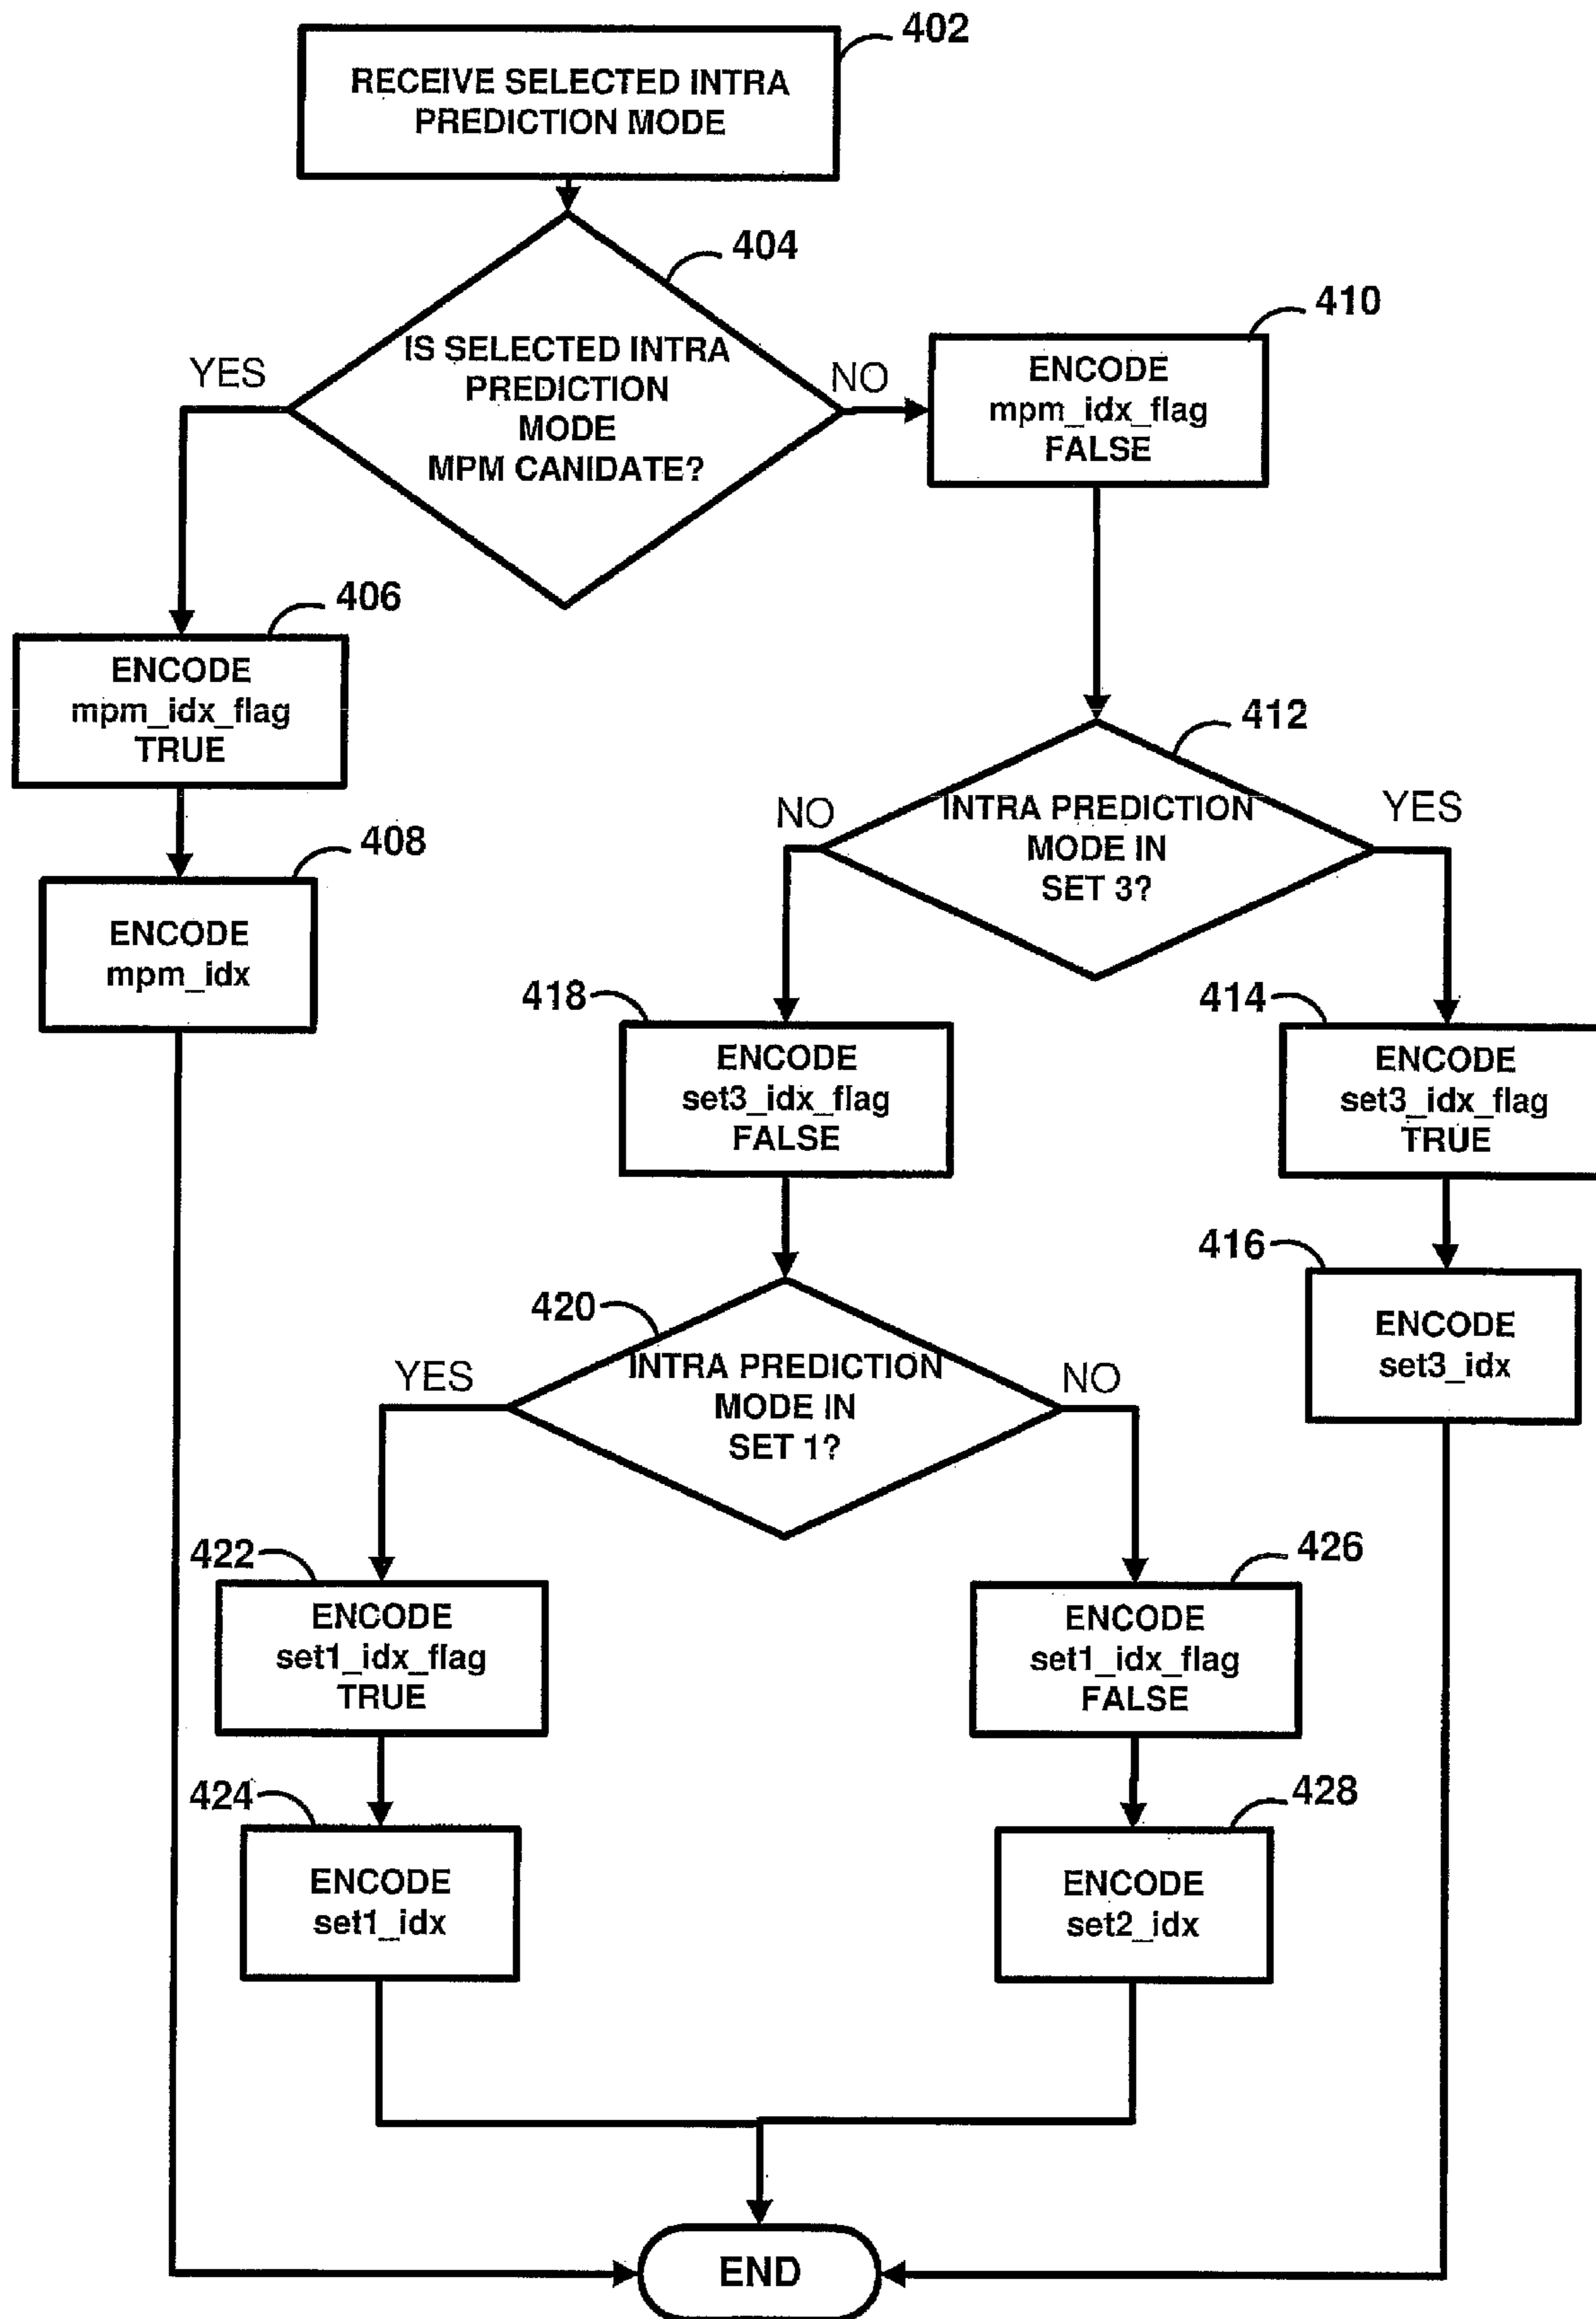 402
RECEIVE SELECTED INTRA
PREDICTION MODE
404
IS SELECTED INTRA
PREDICTION
MODE
MPM CANIDATE?
YES
NO
410
ENCODE
mpm_idx_flag
FALSE
406
ENCODE
mpm_idx_flag
TRUE
408
ENCODE
mpm_idx
412
INTRA PREDICTION
MODE IN
SET 3?
NO
YES
418
ENCODE
set3_idx_flag
FALSE
414
ENCODE
set3_idx_flag
TRUE
416
ENCODE
set3_idx
420
INTRA PREDICTION
MODE IN
SET 1?
YES
NO
422
ENCODE
set1_idx_flag
TRUE
426
ENCODE
set1_idx_flag
FALSE
424
ENCODE
set1_idx
428
ENCODE
set2_idx
END